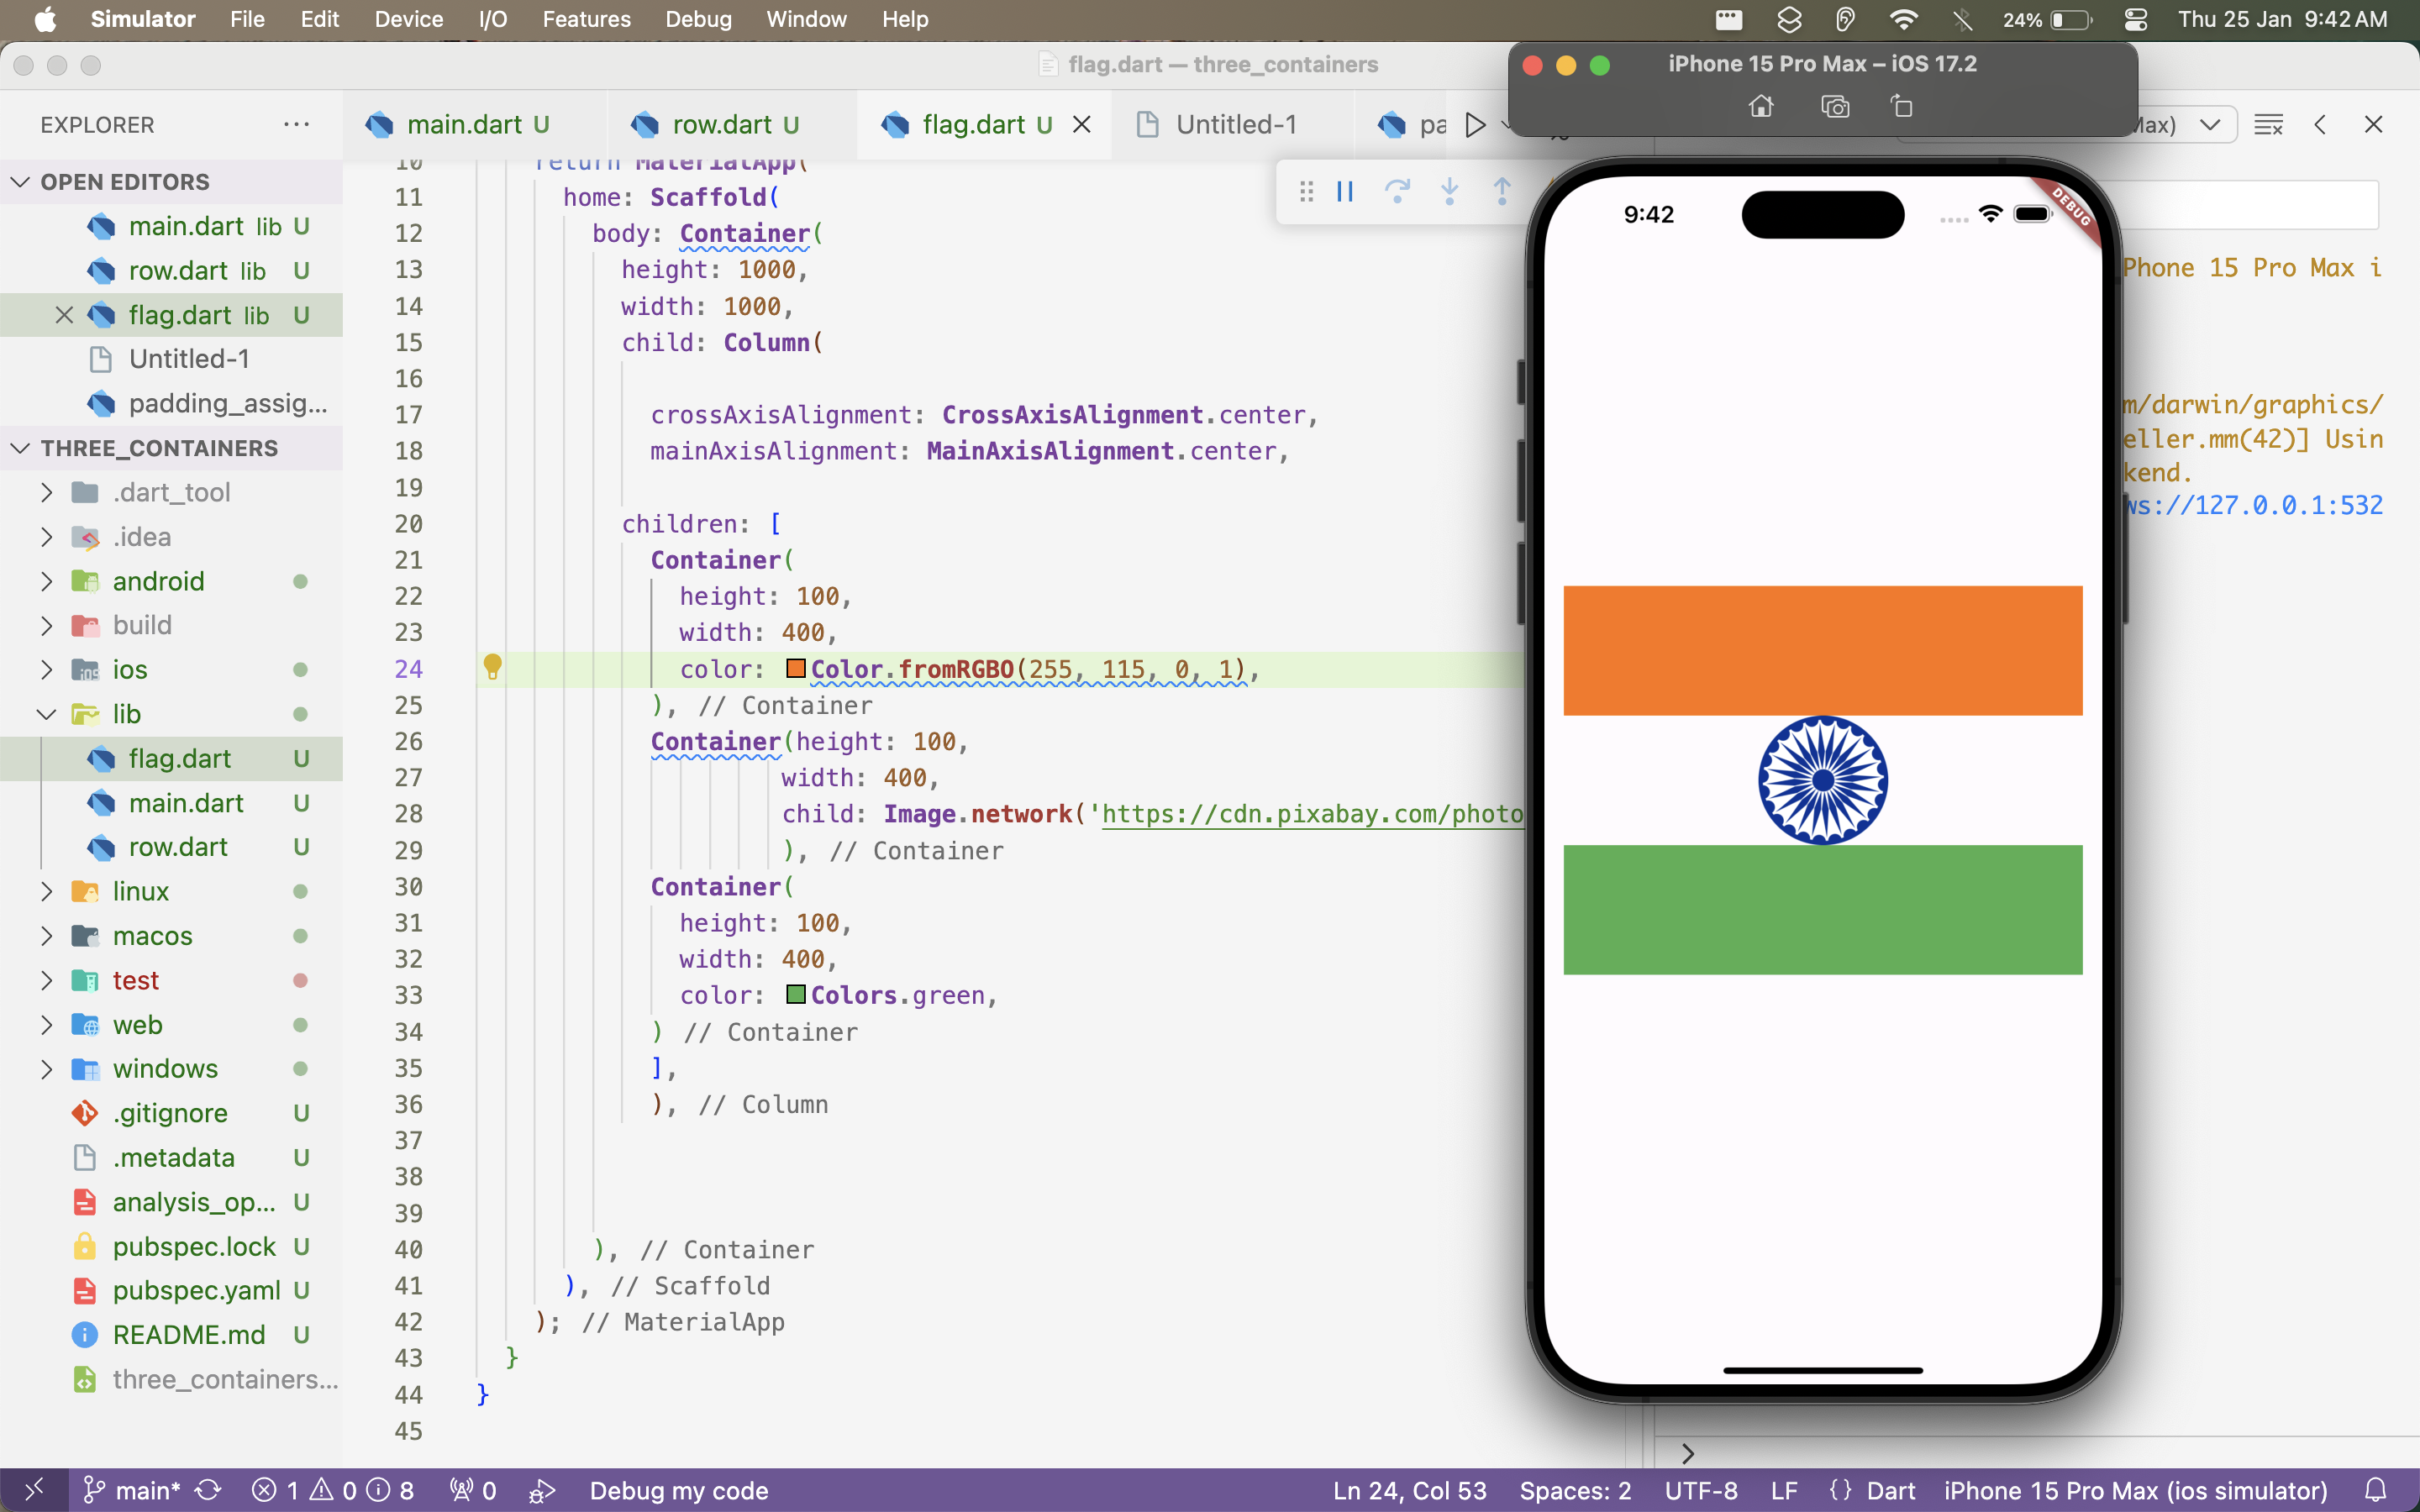 Simulator File Edit Device I/O Features Debug Window Help 24% Thu 25 Jan 9:42 AM
flag.dart — three_containers
iPhone 15 Pro Max – iOS 17.2
EXPLORER
main.dart U row.dart U flag.dart U Untitled-1 pa
Max)
OPEN EDITORS
main.dart lib U
row.dart lib U
flag.dart lib U
Untitled-1
padding_assig...
THREE_CONTAINERS
.dart_tool
.idea
android
build
ios
lib
flag.dart U
main.dart U
row.dart U
linux
macos
test
web
windows
.gitignore U
.metadata U
analysis_op... U
pubspec.lock U
pubspec.yaml U
README.md U
three_containers...
10 return MaterialApp(
11 home: Scaffold(
12 body: Container(
13 height: 1000,
14 width: 1000,
15 child: Column(
16
17 crossAxisAlignment: CrossAxisAlignment.center,
18 mainAxisAlignment: MainAxisAlignment.center,
19
20 children: [
21 Container(
22 height: 100,
23 width: 400,
24 color: Color.fromRGBO(255, 115, 0, 1),
25 ), // Container
26 Container(height: 100,
27 width: 400,
28 child: Image.network('https://cdn.pixabay.com/photo
29 ), // Container
30 Container(
31 height: 100,
32 width: 400,
33 color: Colors.green,
34 ) // Container
35 ],
36 ), // Column
37
38
39
40 ), // Container
41 ), // Scaffold
42 ); // MaterialApp
43 }
44 }
45
9:42
DEBUG
Phone 15 Pro Max i
m/darwin/graphics/
eller.mm(42)] Usin
kend.
ws://127.0.0.1:532
main* 1 0 8 0 Debug my code Ln 24, Col 53 Spaces: 2 UTF-8 LF {} Dart iPhone 15 Pro Max (ios simulator)